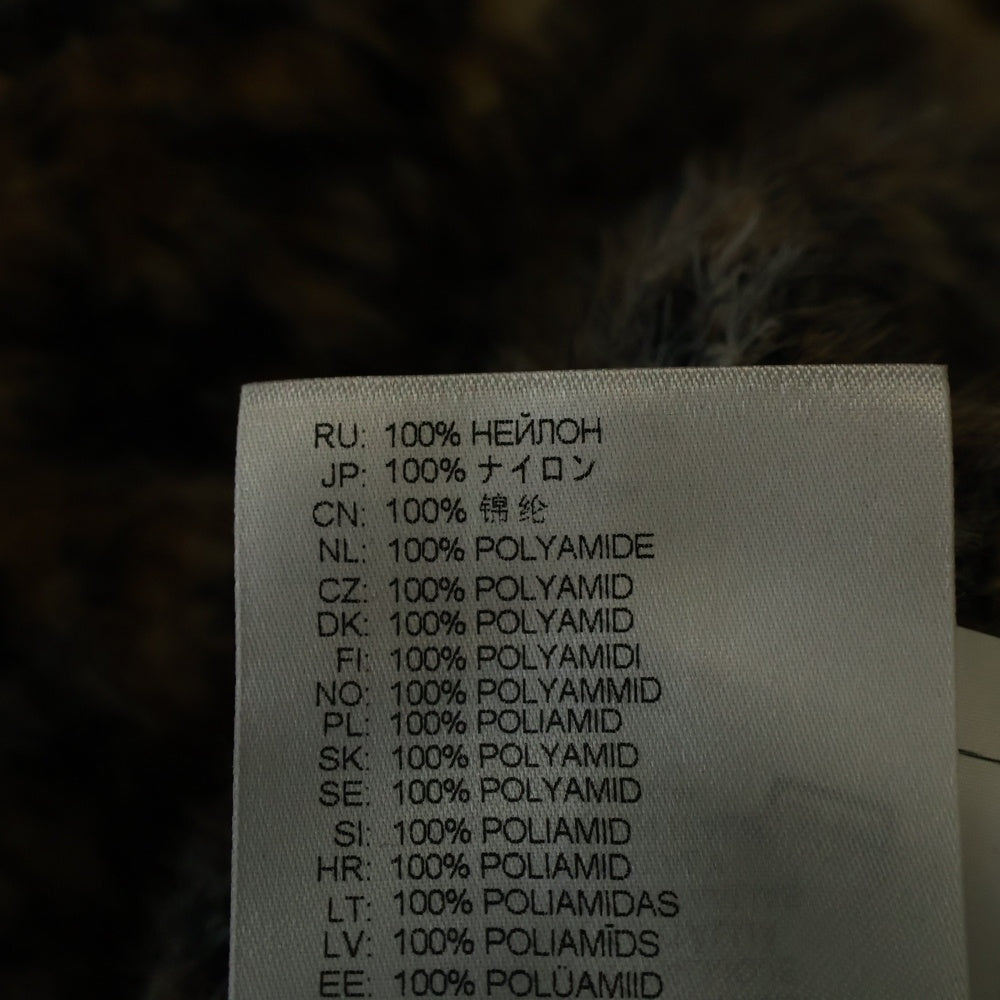 RU: 100% НЕЙЛОН
JP: 100% ナイロン
CN: 100% 锦纶
NL: 100% POLYAMIDE
CZ: 100% POLYAMID
DK: 100% POLYAMID
FI: 100% POLYAMIDI
NO: 100% POLYAMMID
PL: 100% POLIAMID
SK: 100% POLYAMID
SE: 100% POLYAMID
SI: 100% POLIAMID
HR: 100% POLIAMID
LT: 100% POLIAMIDAS
LV: 100% POLIAMĪDS
EE: 100% POLÜAMIID